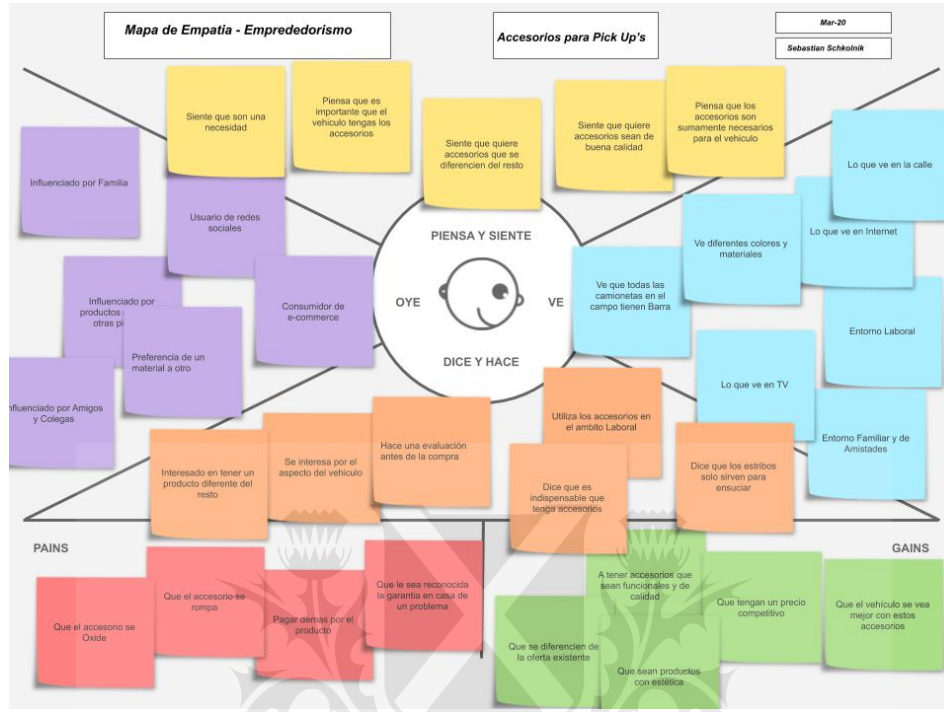 Mapa de Empatia - Emprededorismo
Accesorios para Pick Up's
Mar-20
Sebastian Schkolnik
Siente que son una
necesidad
Piensa que es
importante que el
vehiculo tengas los
accesorios
Siente que quiere
accesorios que se
diferencien del resto
Siente que quiere
accesorios sean de
buena calidad
Piensa que los
accesorios son
sumamente necesarios
para el vehículo
Influenciado por Familia
Usuario de redes
sociales
Influenciado por
productos
otras
Preferencia de un
material a otro
Consumidor de
e-commerce
Influenciado por Amigos
y Colegas
PIENSA Y SIENTE
OYE
VE
DICE Y HACE
Lo que ve en la calle
Ve diferentes colores y
materiales
Lo que ve en Internet
Ve que todas las
camionetas en el
campo tienen Barra
Entorno Laboral
Lo que ve en TV
Entorno Familiar y de
Amistades
Interesado en tener un
producto diferente del
resto
Se interesa por el
aspecto del vehiculo
Hace una evaluación
antes de la compra
Utiliza los accesorios en
el ambito Laboral
Dice que es
indispensable que
tenga accesorios
Dice que los estribos
solo sirven para
ensuciar
PAINS
Que el accesorio se
Oxide
Que el accesorio se
rompa
Pagar demas por el
producto
Que le sea reconocida
la garantia en casa de
un problema
GAINS
Que se diferencien de
la oferta existente
A tener accesorios que
sean funcionales y de
calidad
Que sean productos
con estética
Que tengan un precio
competitivo
Que el vehículo se vea
mejor con estos
accesorios